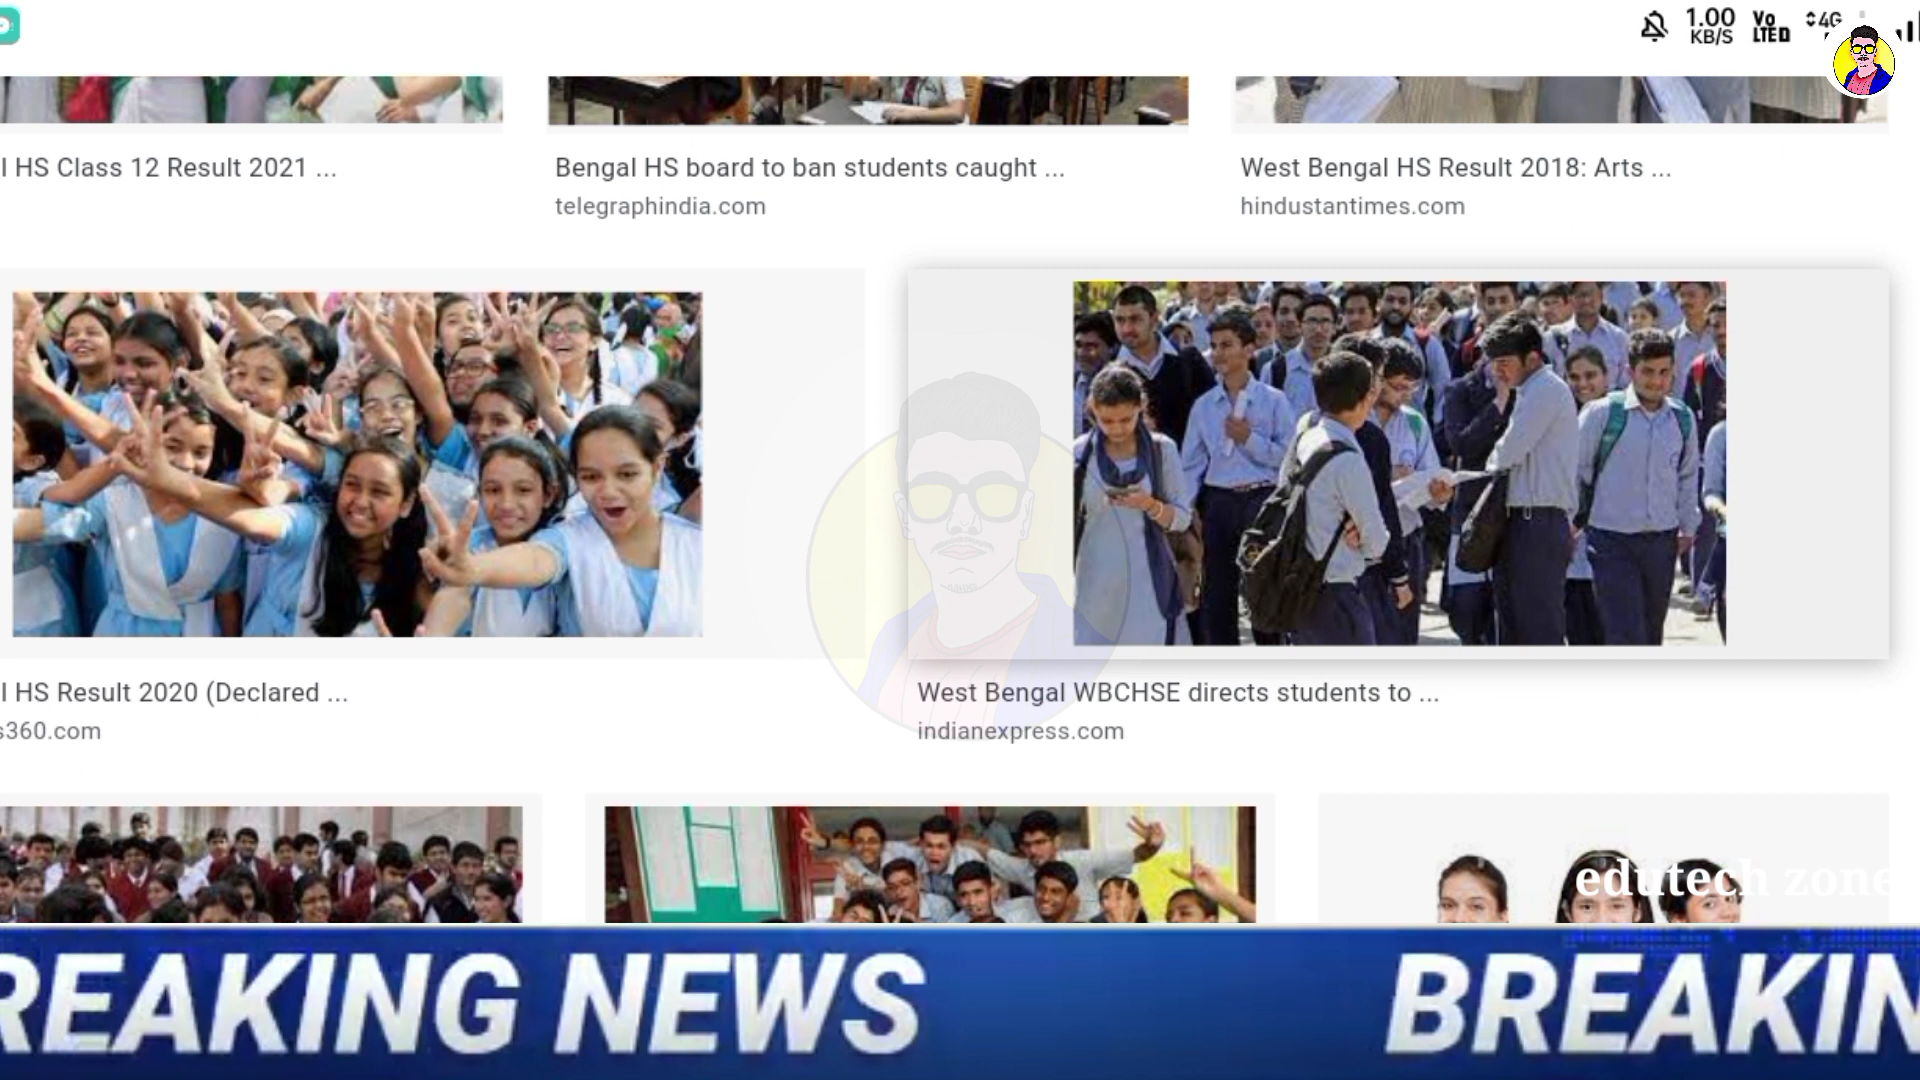 1.00
KB/S
Vo
LTED
4G
l HS Class 12 Result 2021 ...
Bengal HS board to ban students caught ...
telegraphindia.com
West Bengal HS Result 2018: Arts ...
hindustantimes.com
l HS Result 2020 (Declared ...
s360.com
West Bengal WBCHSE directs students to ...
indianexpress.com
edutech zone
REAKING NEWS
BREAKIN